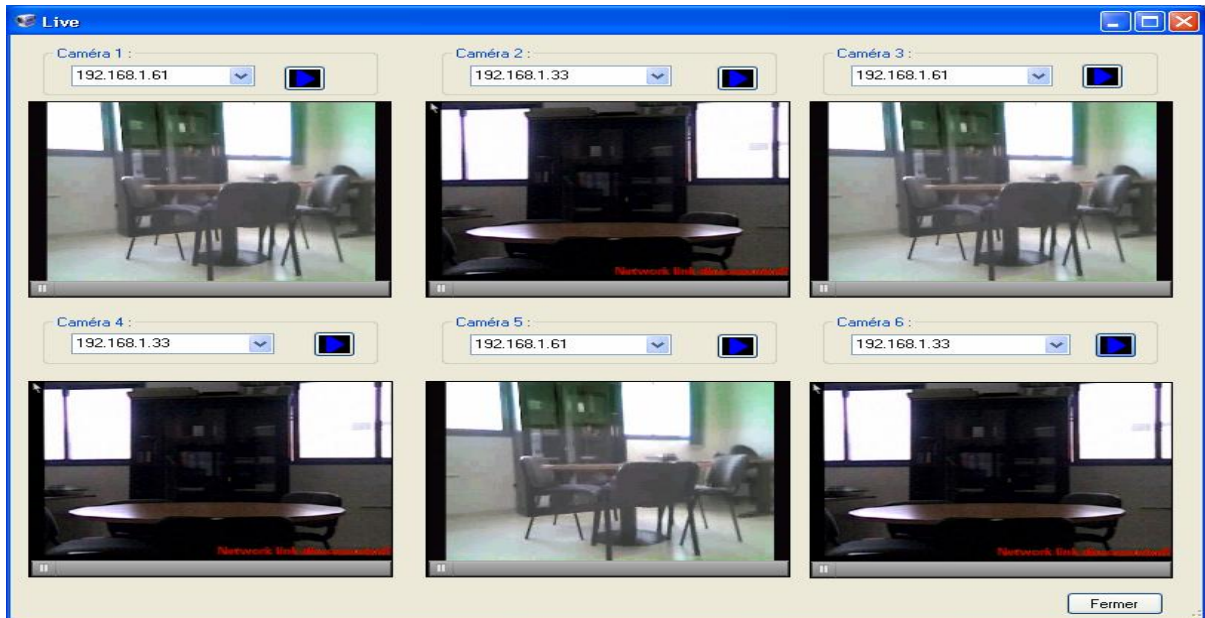 Live
Caméra 1 :
192.168.1.61
Caméra 2 :
192.168.1.33
Caméra 3 :
192.168.1.61
Network link
Caméra 4 :
192.168.1.33
Caméra 5 :
192.168.1.61
Caméra 6 :
192.168.1.33
Network link
Network link
Fermer